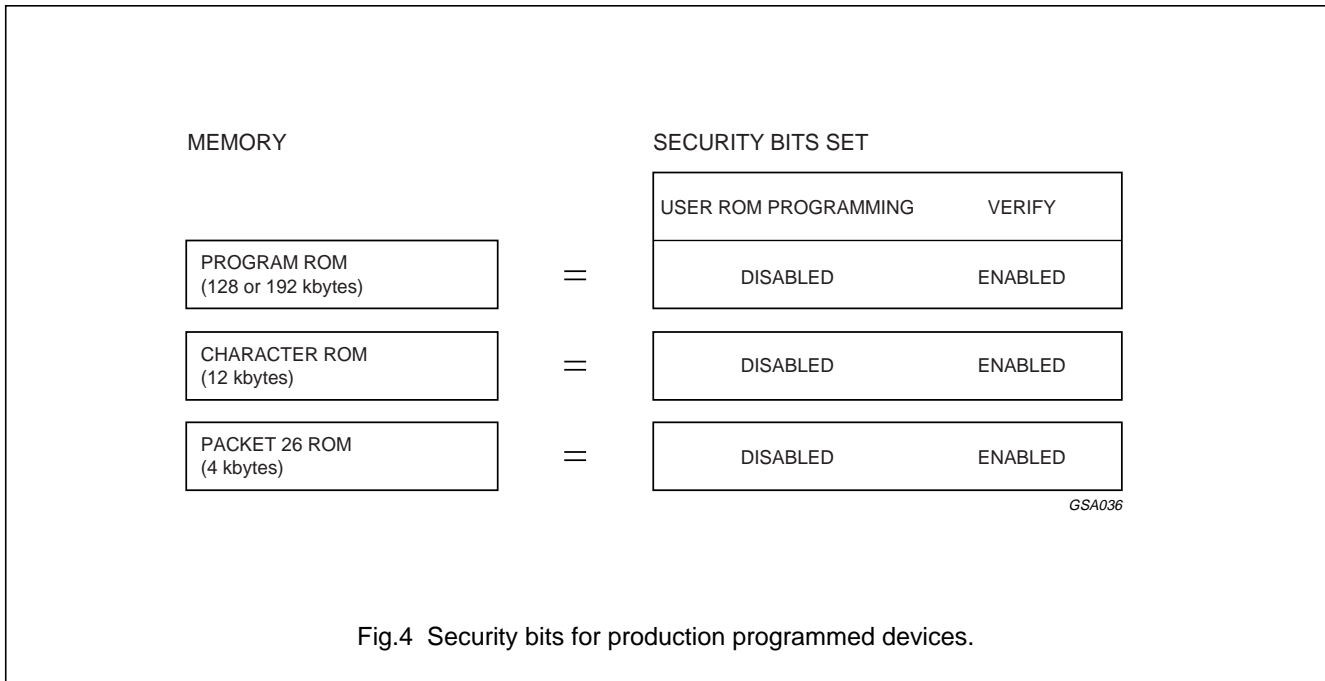 MEMORY SECURITY BITS SET
USER ROM PROGRAMMING VERIFY
PROGRAM ROM
(128 or 192 kbytes)
= DISABLED ENABLED
CHARACTER ROM
(12 kbytes)
= DISABLED ENABLED
PACKET 26 ROM
(4 kbytes)
= DISABLED ENABLED
GSA036
Fig.4 Security bits for production programmed devices.